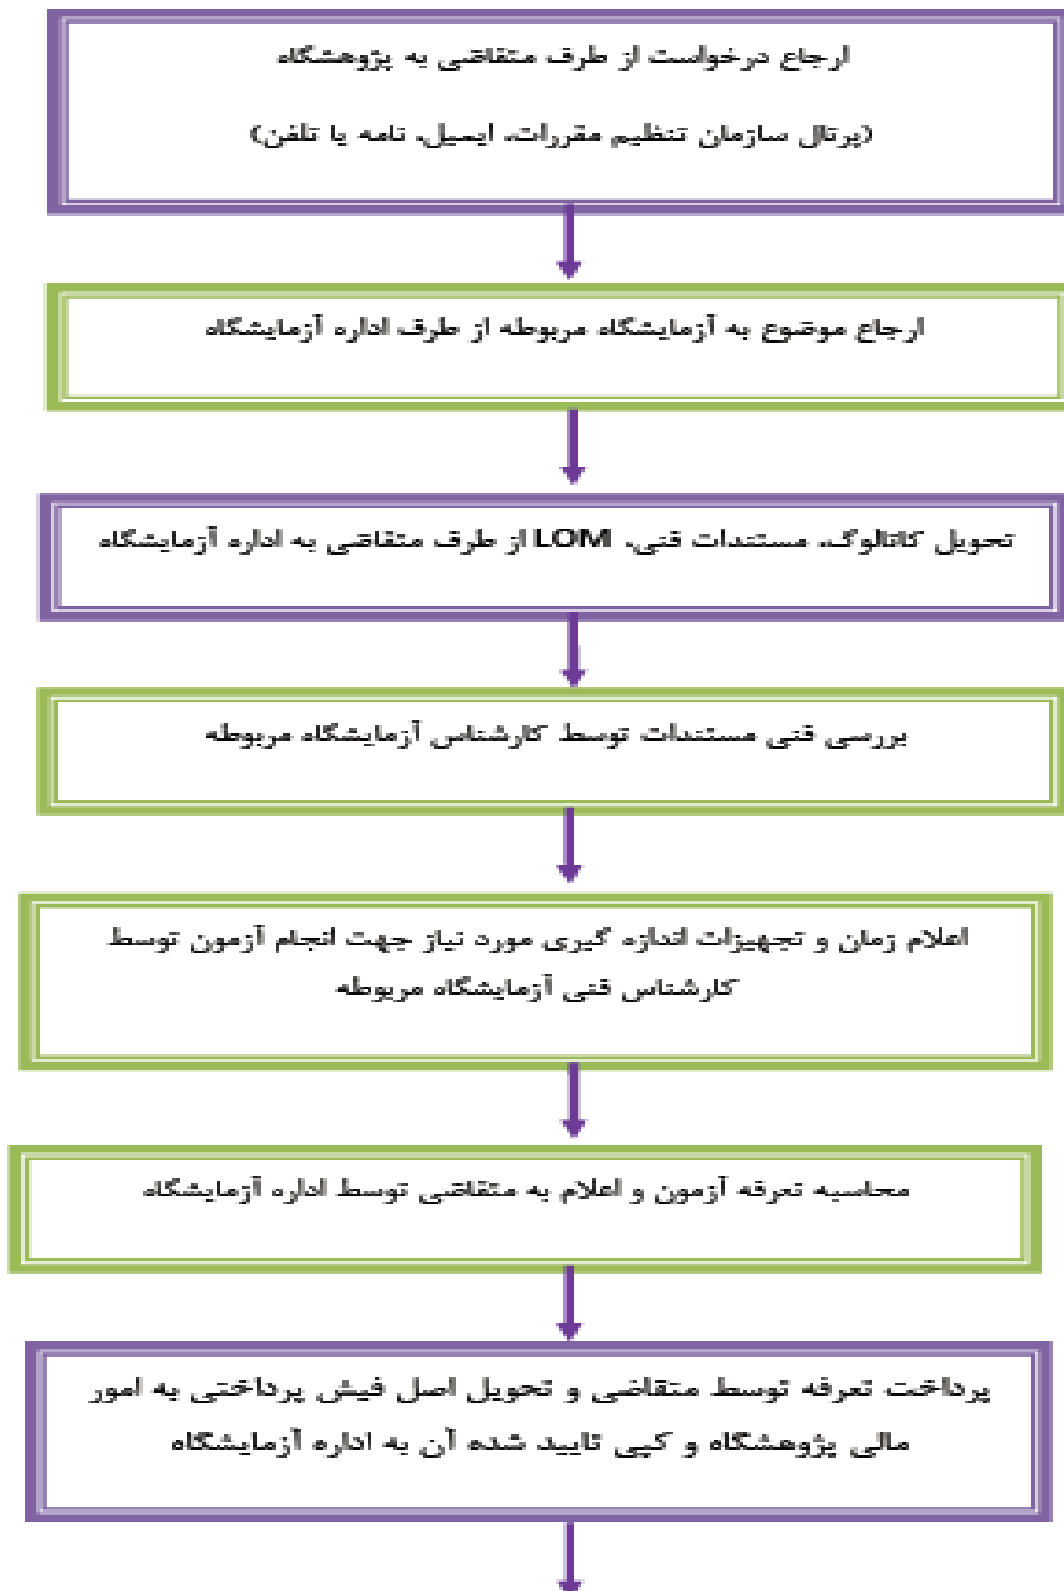 ارجاع درخواست از طرف متقاضی به پژوهشگاه
(پرتال سازمان تنظیم مقررات، ایمیل، نامه یا تلفن)
ارجاع موضوع به آزمایشگاه مربوطه از طرف اداره آزمایشگاه
تحویل کاتالوگ، مستندات فنی، LOM از طرف متقاضی به اداره آزمایشگاه
بررسی فنی مستندات توسط کارشناس آزمایشگاه مربوطه
اعلام زمان و تجهیزات اندازه گیری مورد نیاز جهت انجام آزمون توسط
کارشناس فنی آزمایشگاه مربوطه
محاسبه تعرفه آزمون و اعلام به متقاضی توسط اداره آزمایشگاه
پرداخت تعرفه توسط متقاضی و تحویل اصل فیش پرداختی به امور
مالی پژوهشگاه و کپی تایید شده آن به اداره آزمایشگاه